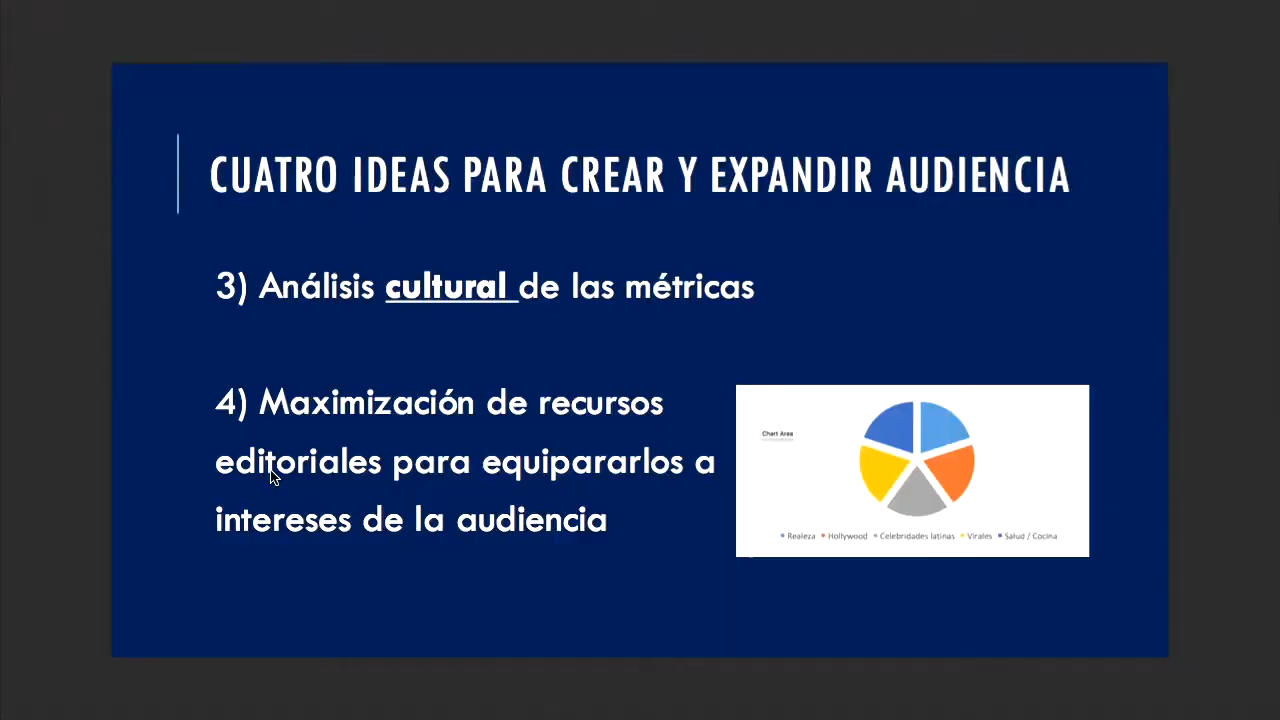 CUATRO IDEAS PARA CREAR Y EXPANDIR AUDIENCIA
3) Análisis cultural de las métricas
4) Maximización de recursos
editoriales para equipararlos a
intereses de la audiencia
Chart Area
Realeza Hollywood Celebridades latinas Virales Salud / Cocina